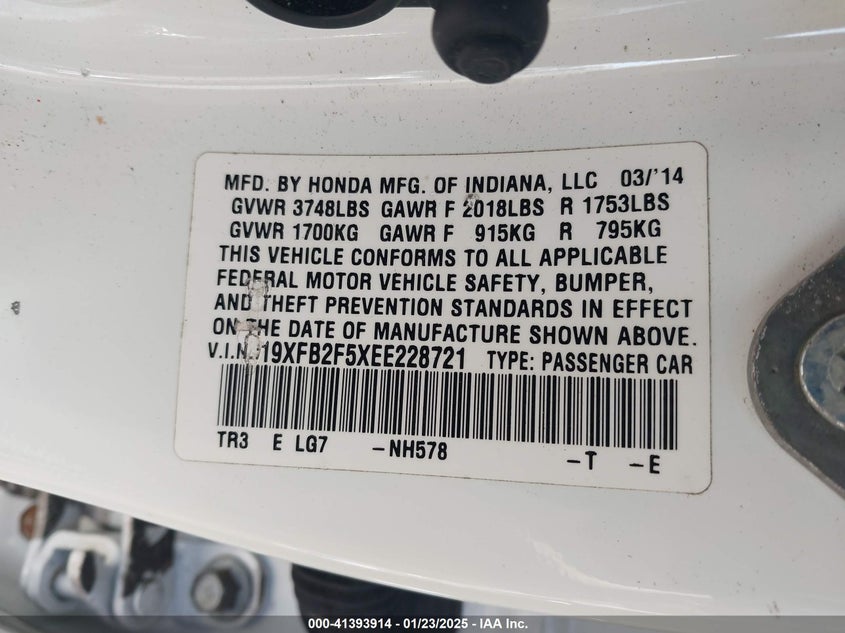 MFD. BY HONDA MFG. OF INDIANA, LLC 03/'14
GVWR 3748LBS GAWR F 2018LBS R 1753LBS
GVWR 1700KG GAWR F 915KG R 795KG
THIS VEHICLE CONFORMS TO ALL APPLICABLE
FEDERAL MOTOR VEHICLE SAFETY, BUMPER,
AND THEFT PREVENTION STANDARDS IN EFFECT
ON THE DATE OF MANUFACTURE SHOWN ABOVE.
V.I.N. 19XFB2F5XEE228721 TYPE: PASSENGER CAR
TR3 E LG7 -NH578 -T -E
000-41393914 - 01/23/2025 - IAA Inc.